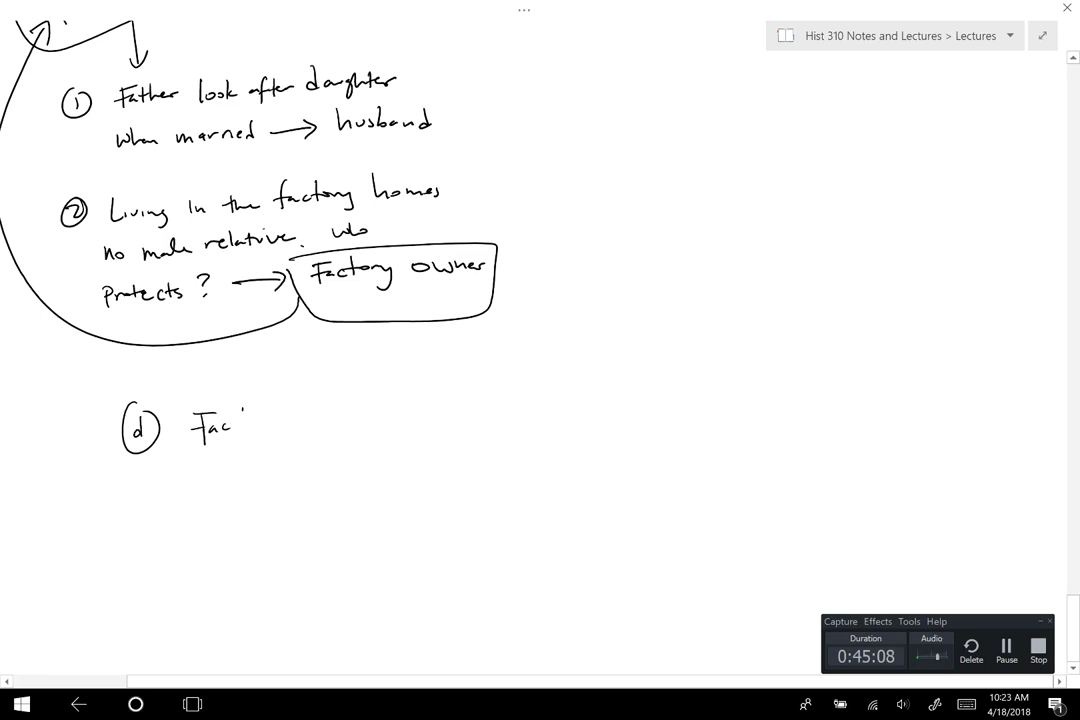 ...
Hist 310 Notes and Lectures > Lectures
① Father look after daughter
when married → husband
② Living in the factory homes
no male relative. who
protects? → Factory owner
ⓓ Fac
Capture Effects Tools Help
Duration
0:45:08
Audio
Delete
Pause
Stop
10:23 AM
4/18/2018
1